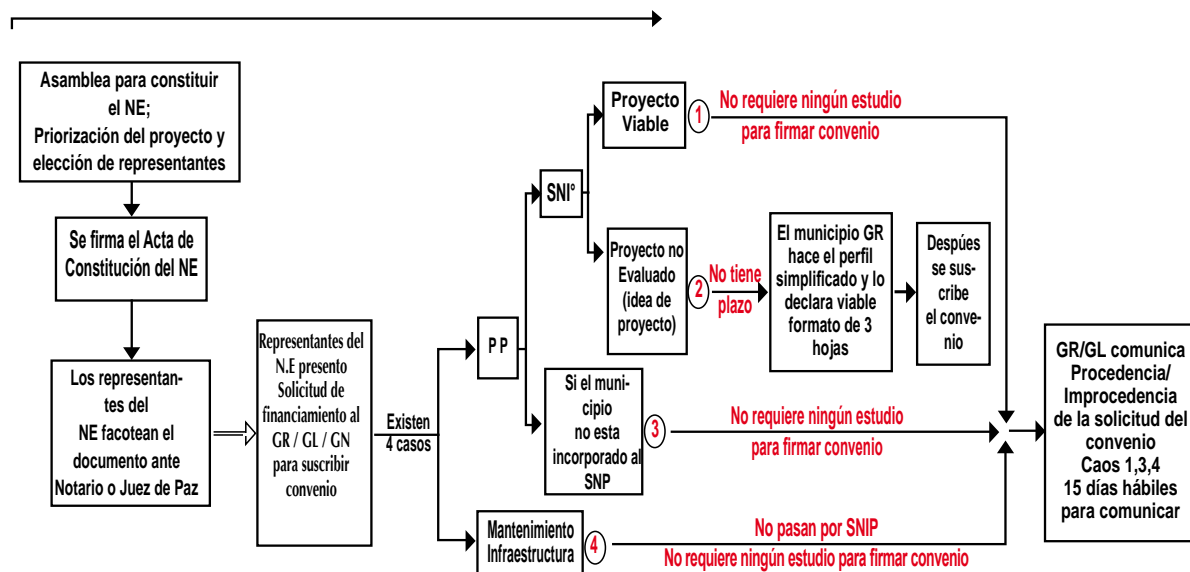 Asamblea para constituir
el NE;
Priorización del proyecto y
elección de representantes
Se firma el Acta de
Constitución del NE
Los representan-
tes del
NE facotean el
documento ante
Notario o Juez de Paz
Representantes del
N.E presento
Solicitud de
financiamiento al
GR / GL / GN
para suscribir
convenio
Existen
4 casos
P P
SNI°
Proyecto
Viable
1
No requiere ningún estudio
para firmar convenio
Proyecto no
Evaluado
(idea de
proyecto)
2
No tiene
plazo
El municipio GR
hace el perfil
simplificado y lo
declara viable
formato de 3
hojas
Despúes
se sus-
cribe
el conve-
nio
Si el muni-
cipio
no esta
incorporado al
SNP
3
No requiere ningún estudio
para firmar convenio
Mantenimiento
Infraestructura
4
No pasan por SNIP
No requiere ningún estudio para firmar convenio
GR/GL comunica
Procedencia/
Improcedencia
de la solicitud del
convenio
Caos 1,3,4
15 días hábiles
para comunicar